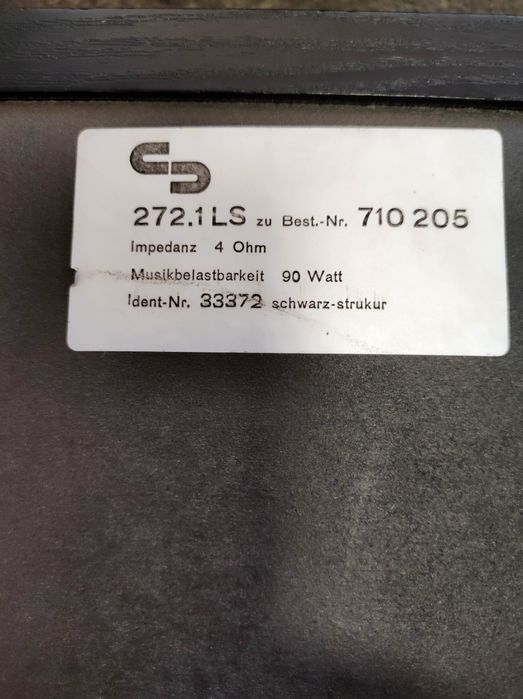 272.1 LS zu Best.-Nr. 710 205
Impedanz 4 Ohm
Musikbelastbarkeit 90 Watt
Ident-Nr. 33372 schwarz-strukur